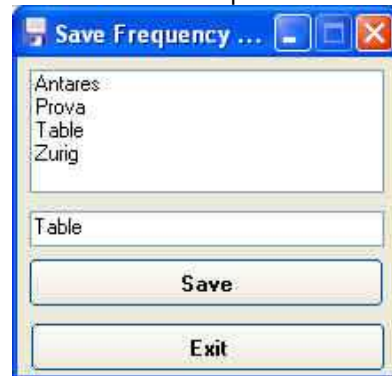 Save Frequency ...
Antares
Prova
Table
Zurig
Table
Save
Exit